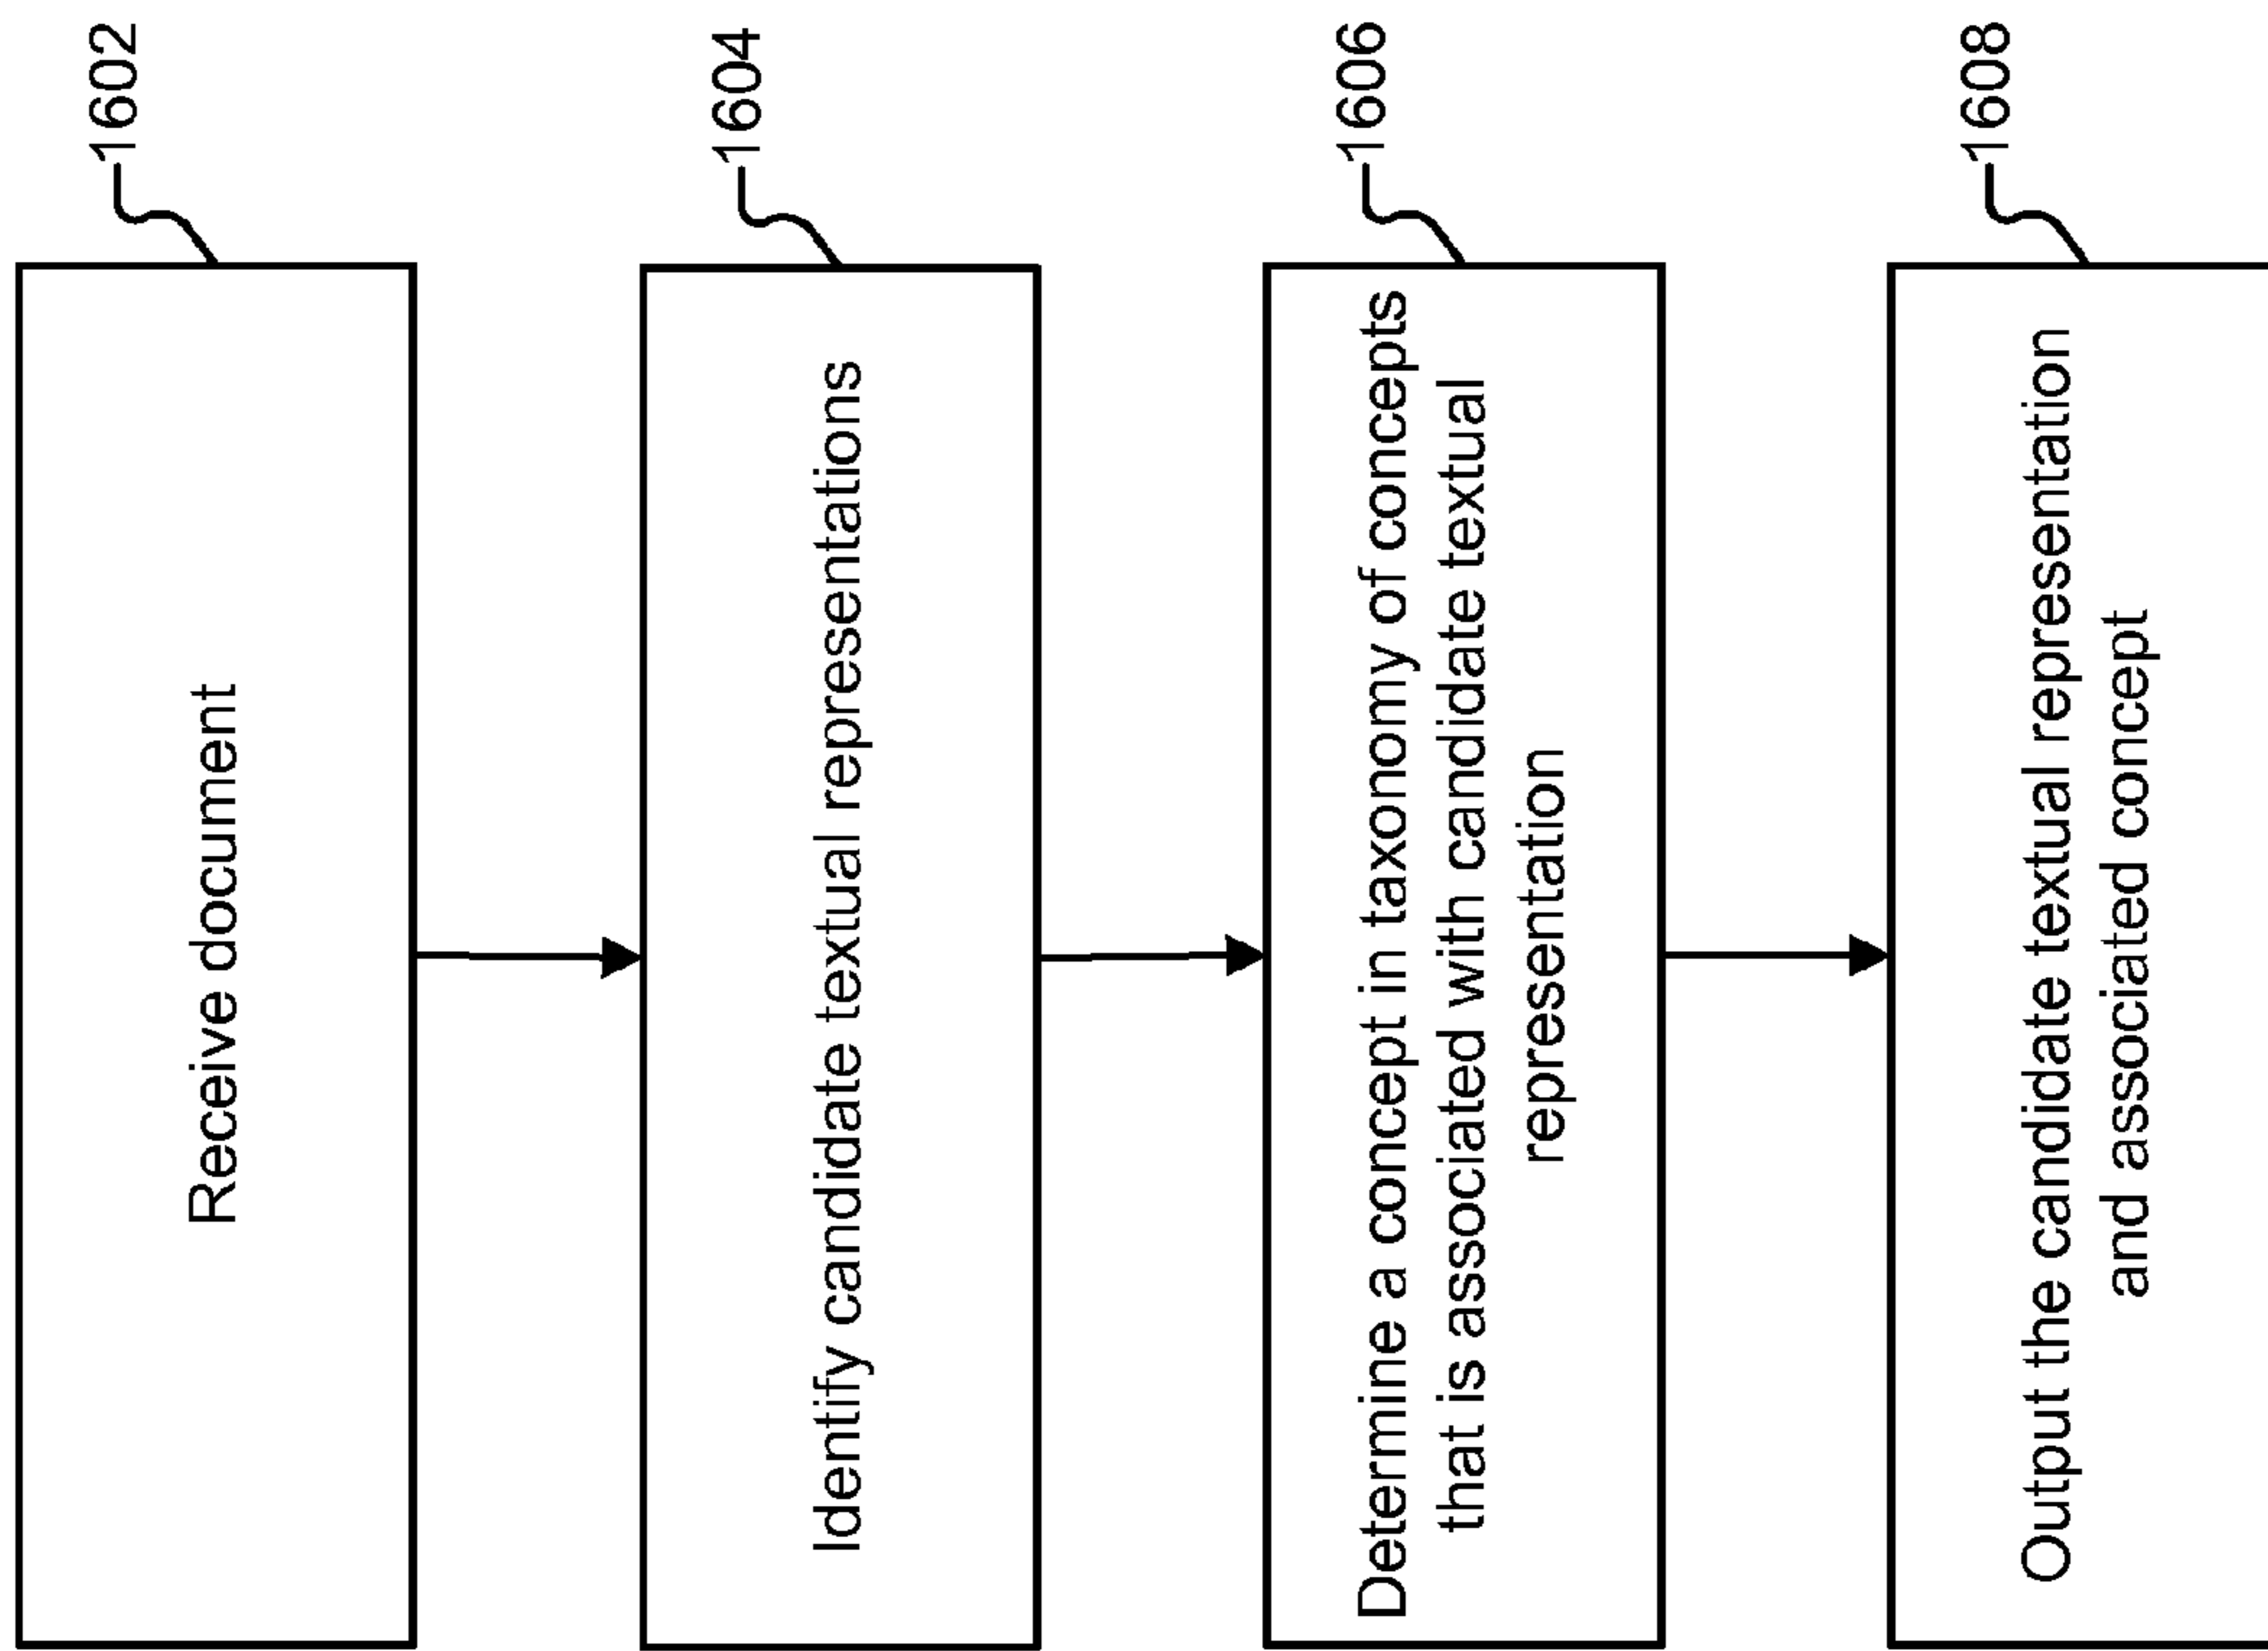 Receive document
1602
Identify candidate textual representations
1604
Determine a concept in taxonomy of concepts
that is associated with candidate textual
representation
1606
Output the candidate textual representation
and associated concept
1608